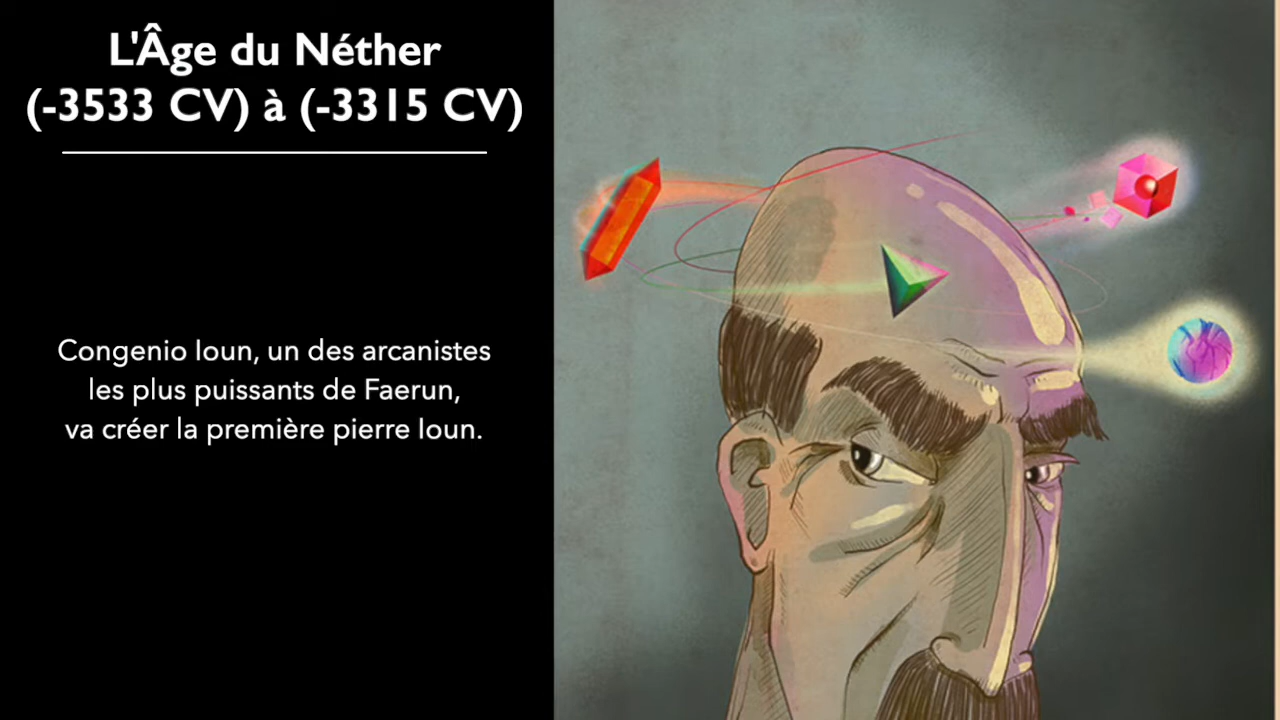 L'Âge du Néther
(-3533 CV) à (-3315 CV)
Congenio Ioun, un des arcanistes
les plus puissants de Faerun,
va créer la première pierre Ioun.